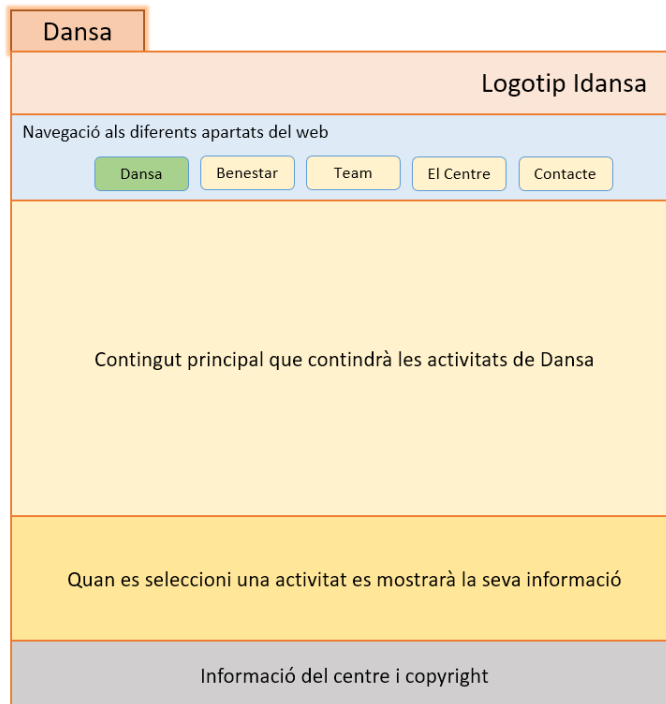 Dansa
Logotip Idansa
Navegació als diferents apartats del web
Dansa Benestar Team El Centre Contacte
Contingut principal que contindrà les activitats de Dansa
Quan es seleccioni una activitat es mostrarà la seva informació
Informació del centre i copyright